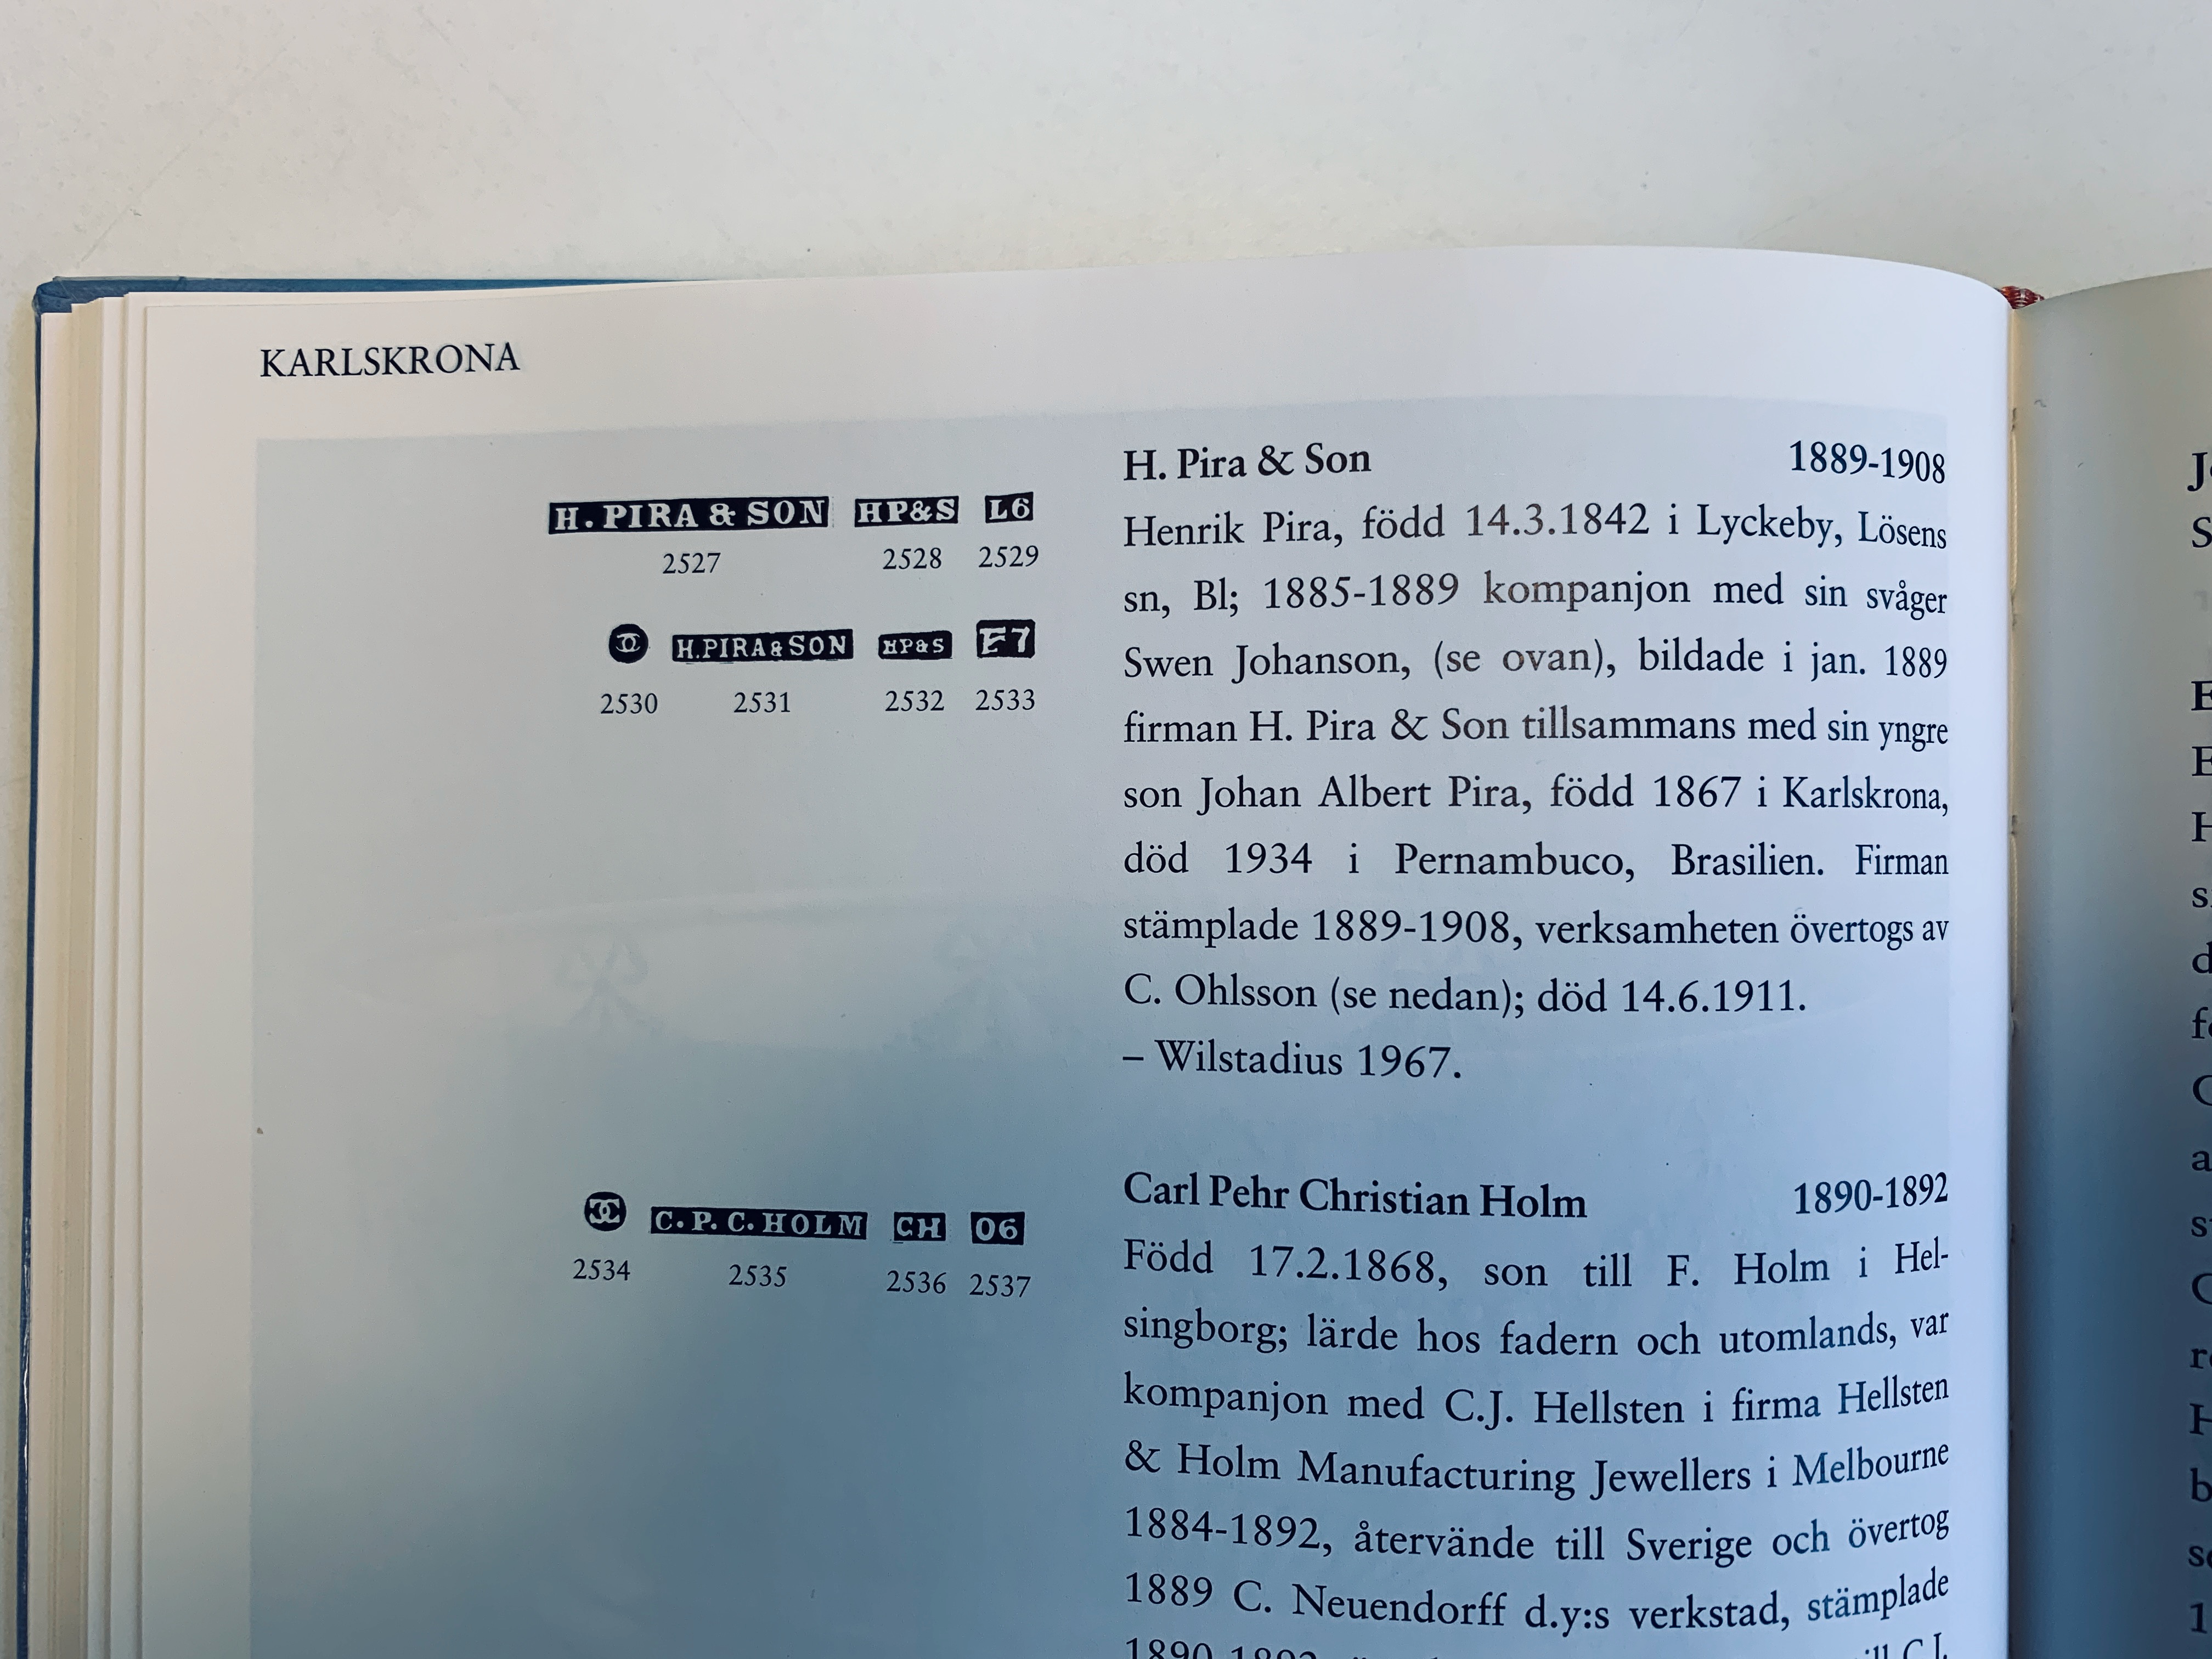 KARLSKRONA
H. PIRA & SON HP&S L6
2527 2528 2529
H.PIRA&SON HP&S E7
2530 2531 2532 2533
H. Pira & Son 1889-1908
Henrik Pira, född 14.3.1842 i Lyckeby, Lösens
sn, Bl; 1885-1889 kompanjon med sin svåger
Swen Johanson, (se ovan), bildade i jan. 1889
firman H. Pira & Son tillsammans med sin yngre
son Johan Albert Pira, född 1867 i Karlskrona,
död 1934 i Pernambuco, Brasilien. Firman
stämplade 1889-1908, verksamheten övertogs av
C. Ohlsson (se nedan); död 14.6.1911.
– Wilstadius 1967.
C. P. C. HOLM CH O6
2534 2535 2536 2537
Carl Pehr Christian Holm 1890-1892
Född 17.2.1868, son till F. Holm i Hel-
singborg; lärde hos fadern och utomlands, var
kompanjon med C.J. Hellsten i firma Hellsten
& Holm Manufacturing Jewellers i Melbourne
1884-1892, återvände till Sverige och övertog
1889 C. Neuendorff d.y:s verkstad, stämplade